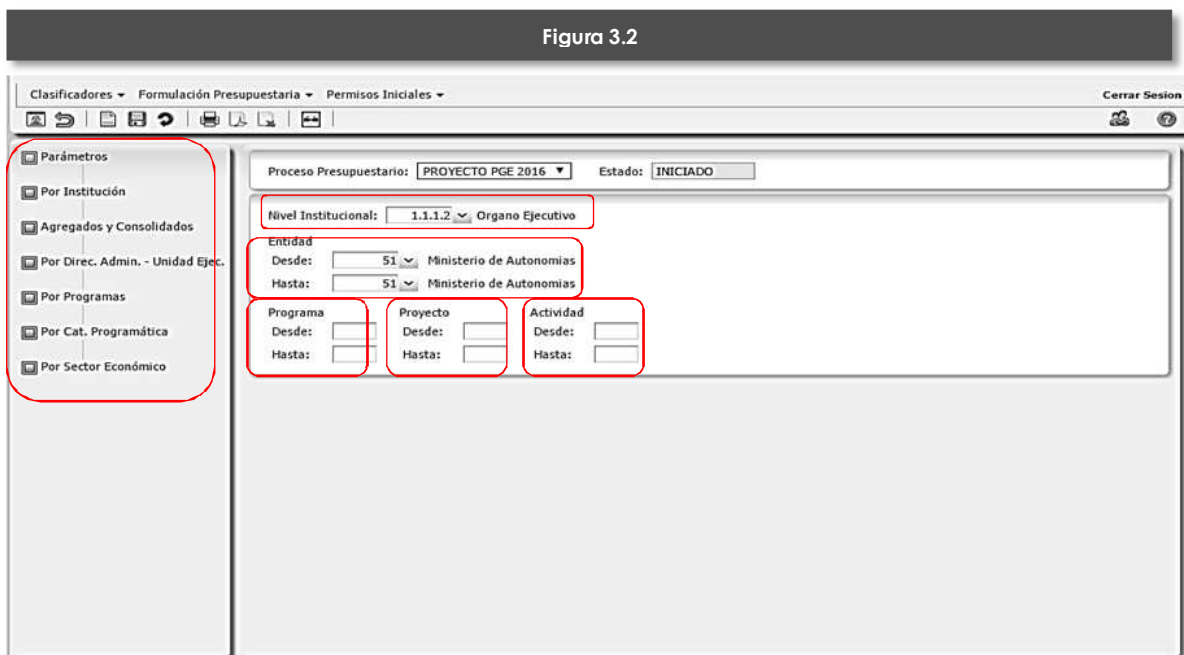 Figura 3.2
Clasificadores Formulación Presupuestaria Permisos Iniciales Cerrar Sesion
Parámetros
Por Institución
Agregados y Consolidados
Por Direc. Admin. - Unidad Ejec.
Por Programas
Por Cat. Programática
Por Sector Económico
Proceso Presupuestario: PROYECTO PGE 2016 Estado: INICIADO
Nivel Institucional: 1.1.1.2 Organo Ejecutivo
Entidad
Desde: 51 Ministerio de Autonomias
Hasta: 51 Ministerio de Autonomias
Programa Proyecto Actividad
Desde: Desde: Desde:
Hasta: Hasta: Hasta: